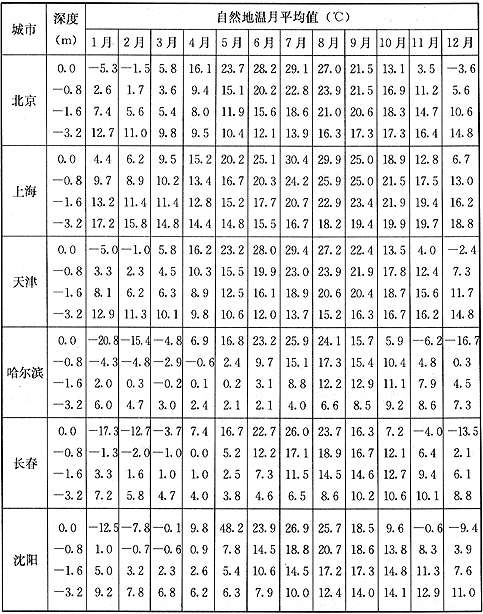 城市 深度(m) 自然地温月平均值 (℃)
1月 2月 3月 4月 5月 6月 7月 8月 9月 10月 11月 12月
北京 0.0 −5.3 −1.5 5.8 16.1 23.7 28.2 29.1 27.0 21.5 13.1 3.5 −3.6
−0.8 2.6 1.7 3.6 9.4 15.1 20.2 22.8 23.9 21.5 16.9 11.2 5.6
−1.6 7.4 5.6 5.4 8.0 11.9 15.6 18.6 21.0 20.6 18.3 14.7 10.6
−3.2 12.7 11.0 9.8 9.5 10.4 12.1 13.9 16.3 17.3 17.3 16.4 14.8
上海 0.0 4.4 6.2 9.5 15.2 20.2 25.1 30.4 29.9 25.0 18.9 12.8 6.7
−0.8 9.7 8.9 10.2 13.4 16.7 20.3 24.2 25.9 25.0 21.5 17.5 13.0
−1.6 13.2 11.4 11.4 12.8 15.2 17.7 20.7 22.9 23.4 21.9 19.4 16.2
−3.2 17.2 15.8 14.8 14.4 14.8 15.5 16.7 18.2 19.4 19.9 19.7 18.8
天津 0.0 −5.0 −1.0 5.8 16.2 23.2 28.0 29.4 27.2 22.4 13.5 4.0 −2.4
−0.8 3.3 2.3 4.5 10.3 15.5 19.9 23.0 23.9 21.9 17.8 12.4 7.3
−1.6 8.1 6.2 6.3 8.9 12.5 16.1 18.9 20.6 20.4 18.7 15.6 11.7
−3.2 12.9 11.3 10.1 9.8 10.6 12.0 13.7 15.2 16.3 16.7 16.2 14.8
哈尔滨 0.0 −20.8 −15.4 −4.8 6.9 16.8 23.2 25.9 24.1 15.7 5.9 −6.2 −16.7
−0.8 −4.3 −4.8 −2.9 −0.6 2.4 9.7 15.1 17.3 15.4 10.4 4.8 0.3
−1.6 2.0 0.3 −0.2 0.1 0.2 3.1 8.8 12.2 12.9 11.1 7.9 4.5
−3.2 6.0 4.7 3.0 2.4 2.1 2.1 4.0 6.6 8.5 9.2 8.6 7.3
长春 0.0 −17.3 −12.7 −3.7 7.4 16.7 22.7 26.0 23.7 16.3 7.2 −4.0 −13.5
−0.8 −1.3 −2.0 −1.0 0.0 5.2 12.2 17.1 18.9 16.7 12.1 6.4 2.1
−1.6 3.3 1.6 1.0 1.0 2.5 7.3 11.5 14.5 14.6 12.7 9.4 6.1
−3.2 7.2 5.8 4.7 4.0 3.8 4.6 6.5 8.6 10.2 10.6 10.1 8.8
沈阳 0.0 −12.5 −7.8 −0.1 9.8 48.2 23.9 26.9 25.7 18.5 9.6 −0.6 −9.4
−0.8 1.0 −0.7 −0.6 0.9 7.8 14.5 18.8 20.7 18.6 13.8 8.3 3.9
−1.6 5.0 3.2 2.3 2.6 5.4 10.6 14.5 17.2 17.3 14.8 11.3 7.6
−3.2 9.2 7.8 6.8 6.2 6.3 7.9 10.0 12.4 14.0 14.1 12.9 11.0